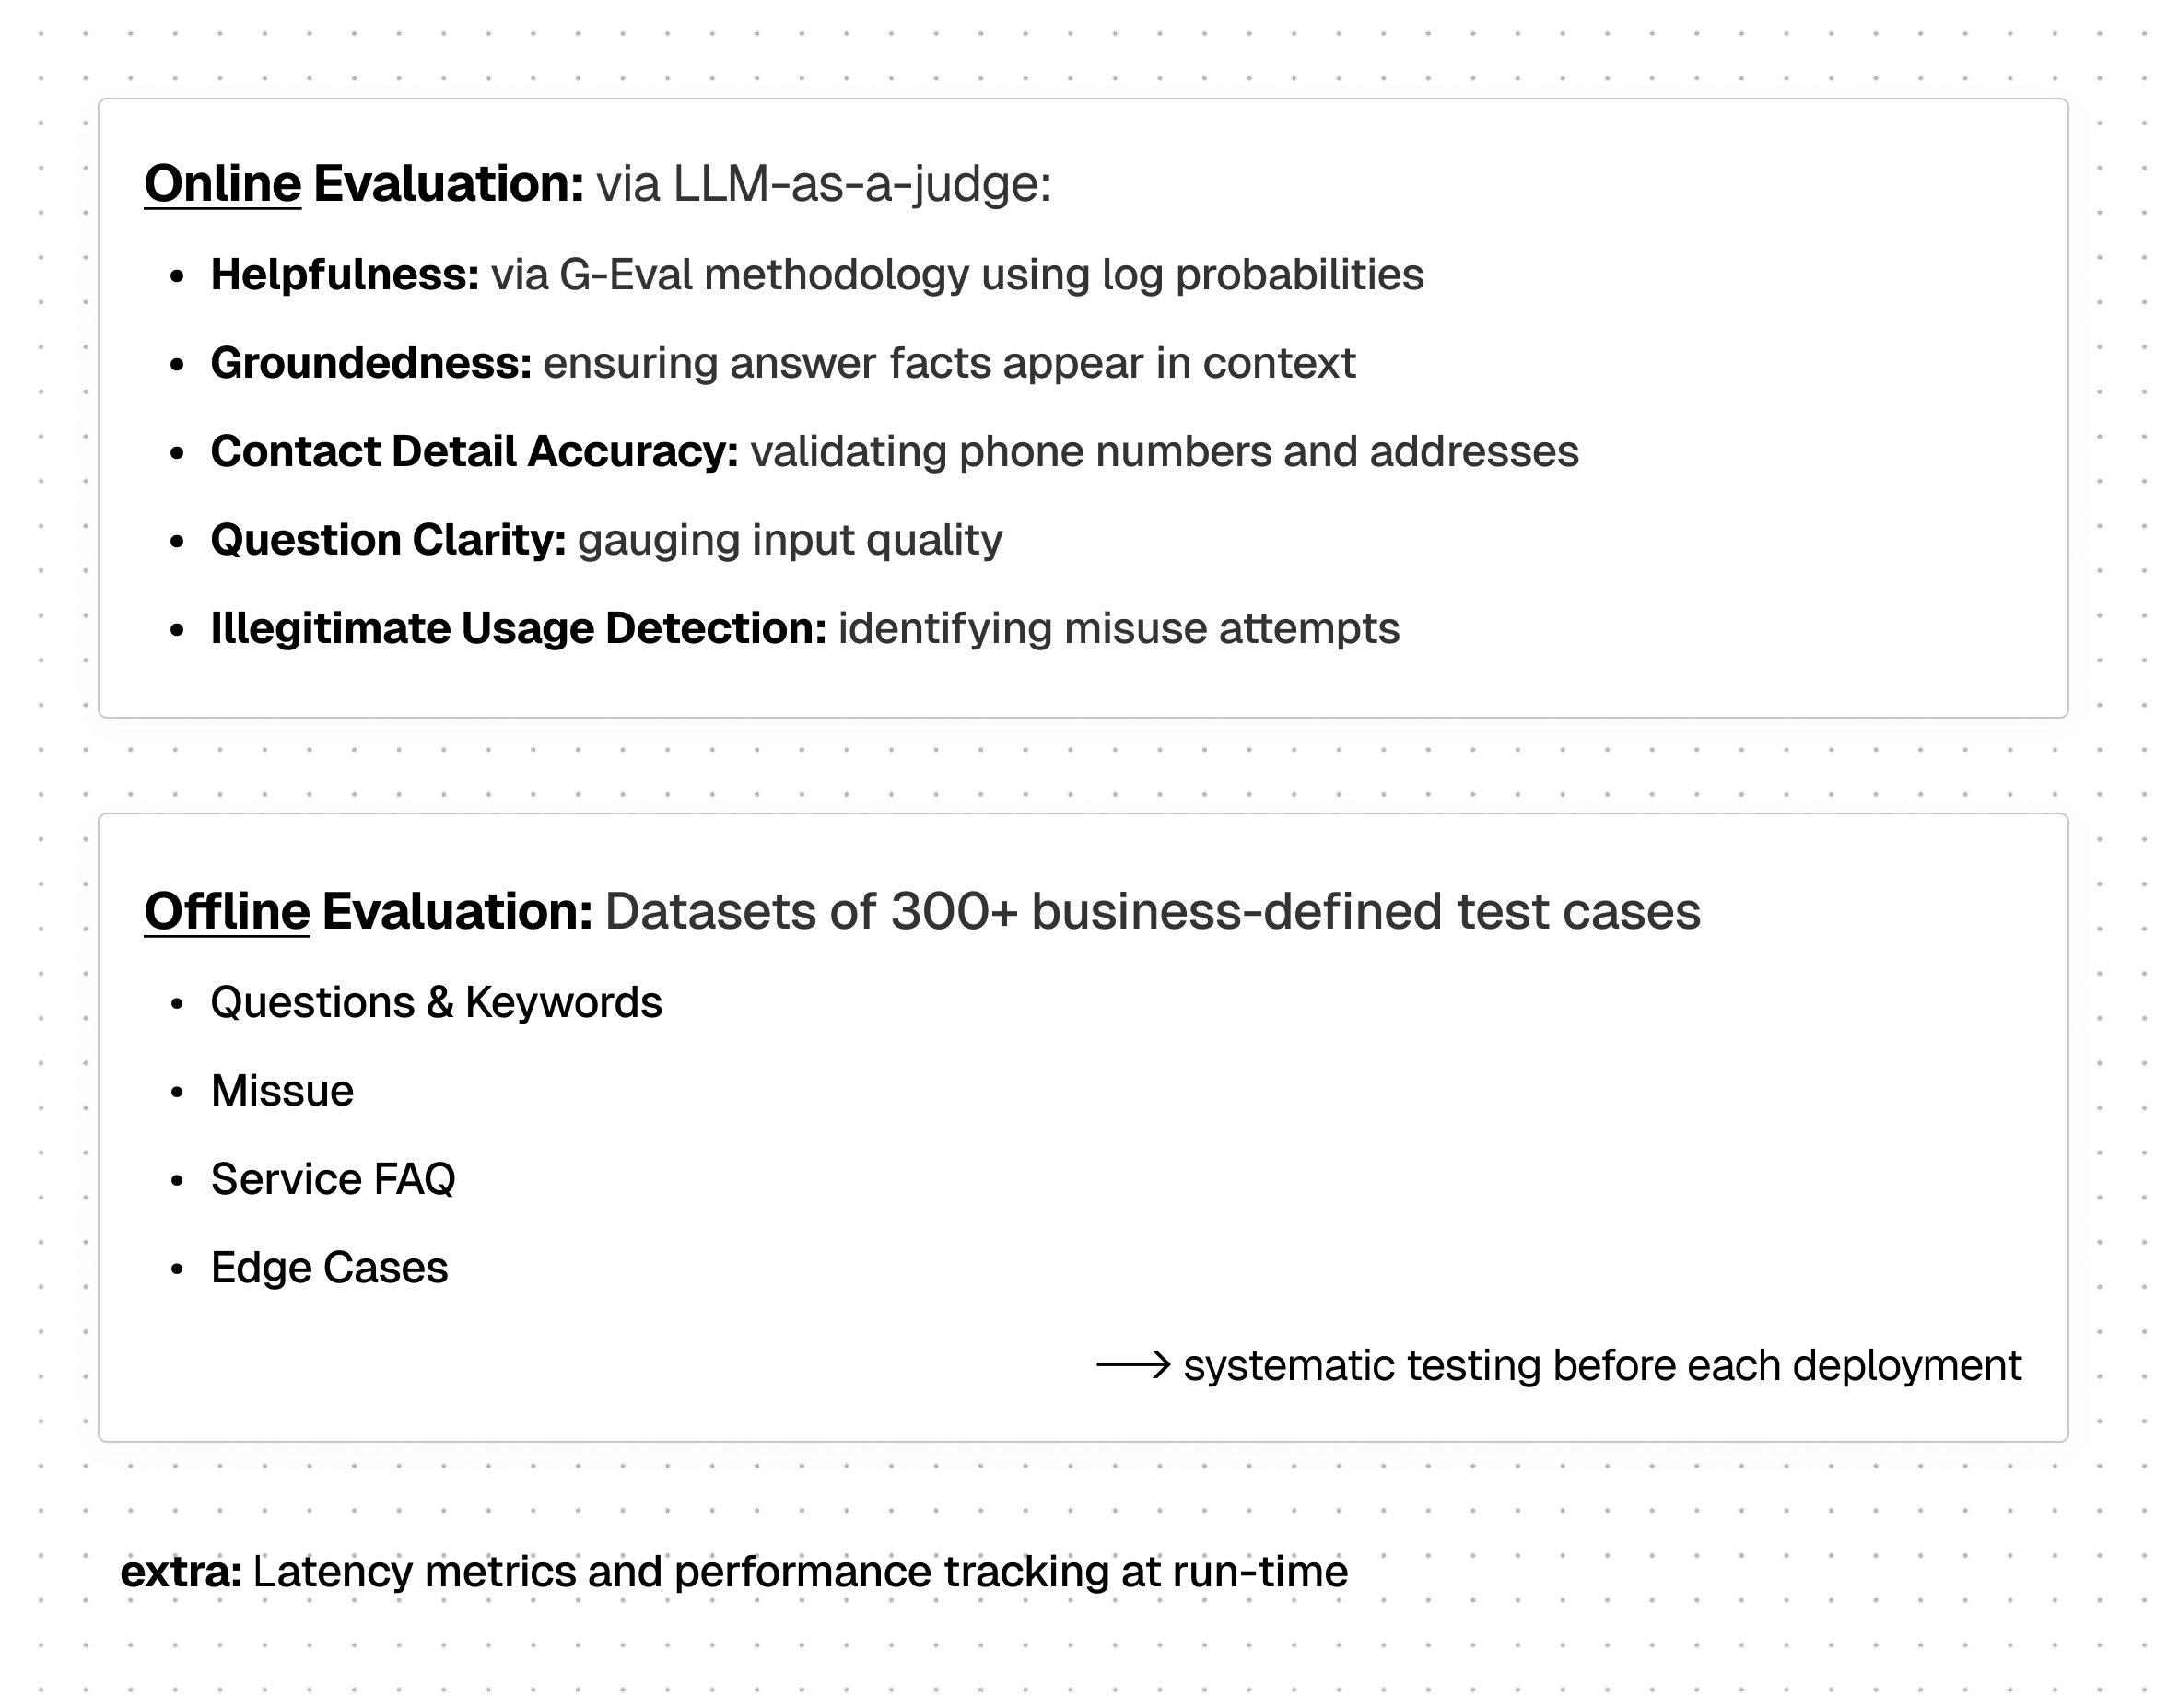 Online Evaluation: via LLM-as-a-judge:
• Helpfulness: via G-Eval methodology using log probabilities
• Groundedness: ensuring answer facts appear in context
• Contact Detail Accuracy: validating phone numbers and addresses
• Question Clarity: gauging input quality
• Illegitimate Usage Detection: identifying misuse attempts
Offline Evaluation: Datasets of 300+ business-defined test cases
• Questions & Keywords
• Missue
• Service FAQ
• Edge Cases
→ systematic testing before each deployment
extra: Latency metrics and performance tracking at run-time